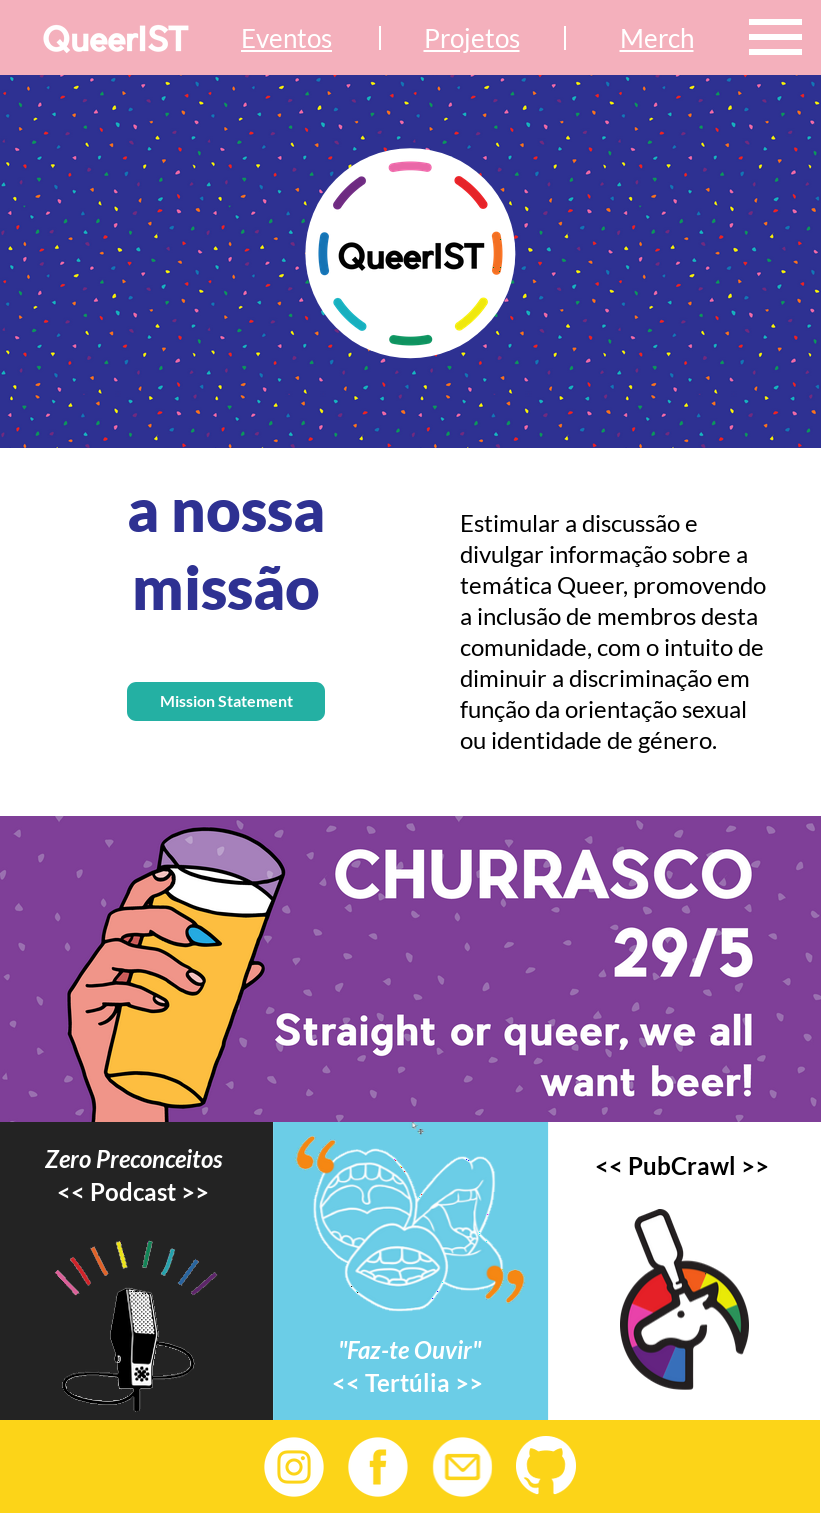 QueerIST
Eventos | Projetos | Merch
QueerIST
a nossa
missão
Mission Statement
Estimular a discussão e
divulgar informação sobre a
temática Queer, promovendo
a inclusão de membros desta
comunidade, com o intuito de
diminuir a discriminação em
função da orientação sexual
ou identidade de género.
CHURRASCO
29/5
Straight or queer, we all
want beer!
Zero Preconceitos
<< Podcast >>
"Faz-te Ouvir"
<< Tertúlia >>
<< PubCrawl >>